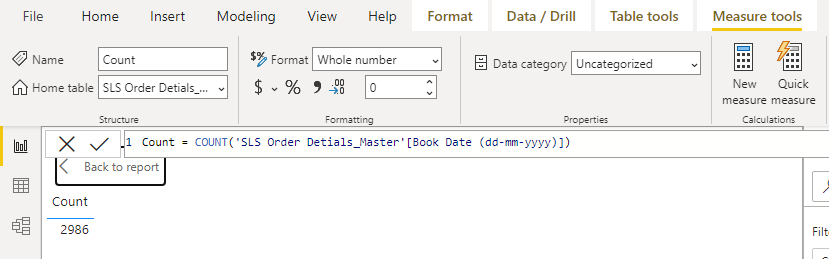 File Home Insert Modeling View Help Format Data / Drill Table tools Measure tools
Name Count
Home table SLS Order Detials_...
Structure
$% Format Whole number
$ % , .00 →.0 0
Formatting
Data category Uncategorized
Properties
New measure
Quick measure
Calculations
1 Count = COUNT('SLS Order Detials_Master'[Book Date (dd-mm-yyyy)])
Back to report
Count
2986
Filte